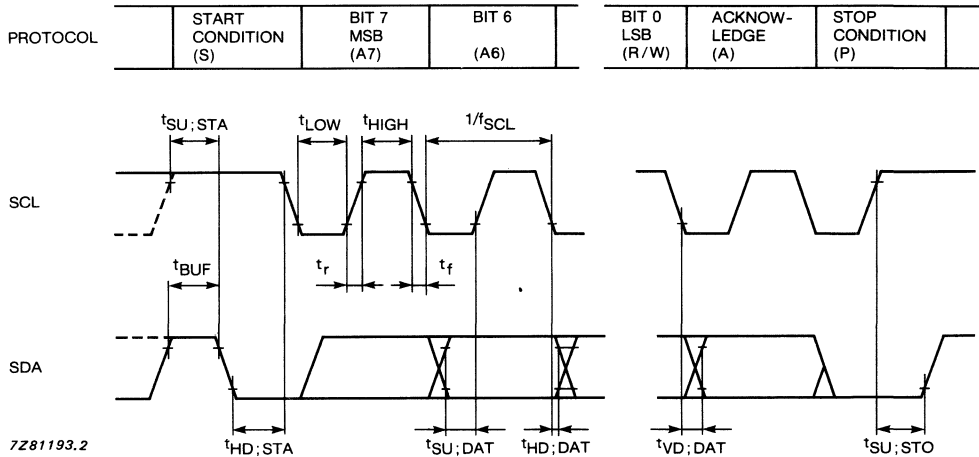 PROTOCOL
START CONDITION (S)
BIT 7 MSB (A7)
BIT 6 (A6)
BIT 0 LSB (R/W)
ACKNOW-LEDGE (A)
STOP CONDITION (P)
tSU;STA
tLOW
tHIGH
1/fSCL
SCL
tBUF
tr
tf
SDA
tHD;STA
tSU;DAT
tHD;DAT
tVD;DAT
tSU;STO
7Z81193.2